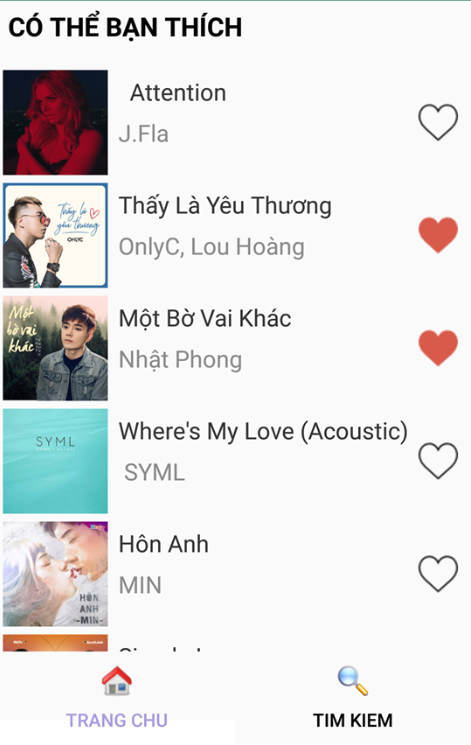 CÓ THỂ BẠN THÍCH
Attention
J.Fla
Thấy Là Yêu Thương
OnlyC, Lou Hoàng
Thấy là
yêu thương
ONLYC
Một Bờ Vai Khác
Nhật Phong
Một
bờ vai
khác
Where's My Love (Acoustic)
SYML
SYML
Hôn Anh
MIN
HÔN
ANH
-MIN-
TRANG CHU
TIM KIEM